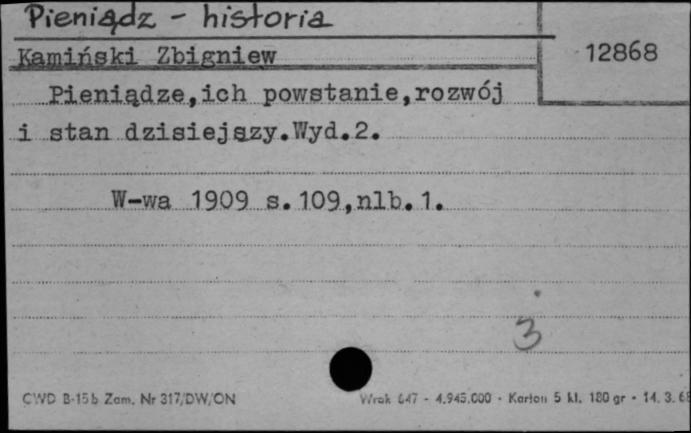 Pieniądz - historia
Kamiński Zbigniew
12868
Pieniądze,ich powstanie,rozwój
i stan dzisiejszy.Wyd.2.
W-wa 1909 s.109,nlb.1.
3
CWD B-15b Zam. Nr 317/DW/ON
647 - 4.945.000 - Karton 5 kl. 180 gr - 14. 3. 68